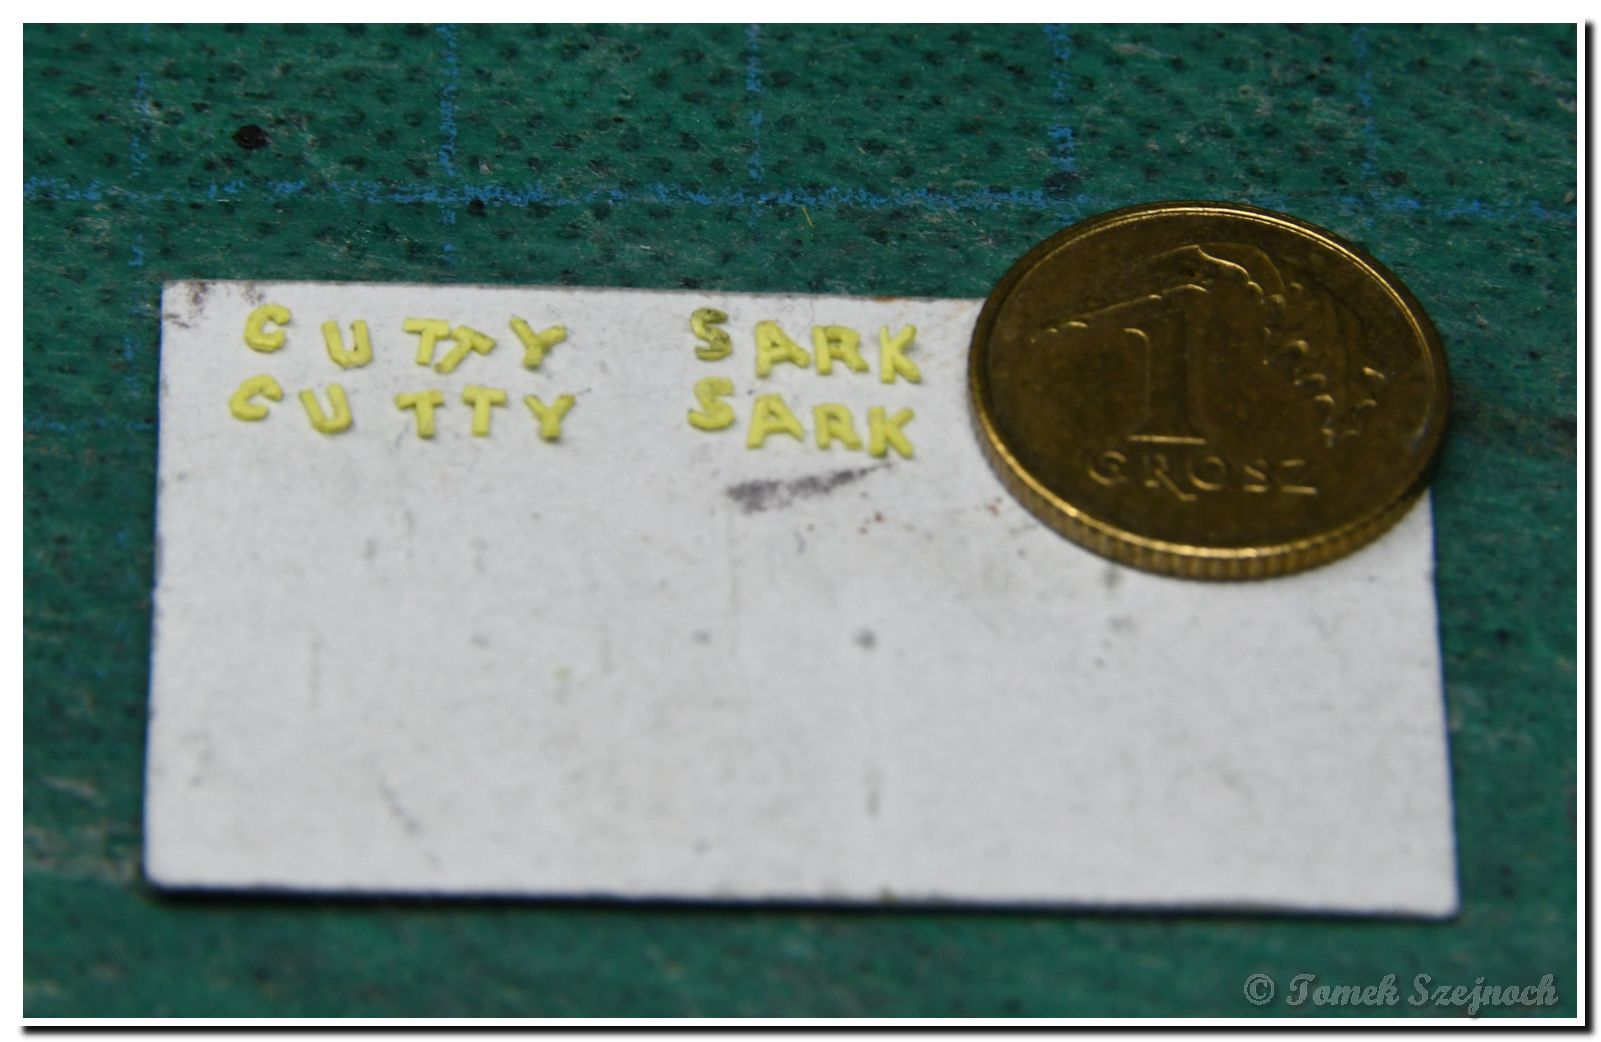 CUTTY SARK
CUTTY SARK
1
GROSZ
© Tomek Szejnoch